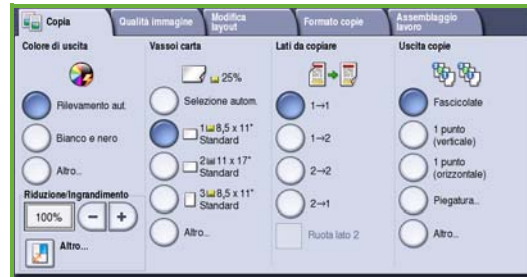 Copia
Qualità immagine
Modifica
layout
Formato copie
Assemblaggio
lavoro
Colore di uscita
Rilevamento aut.
Bianco e nero
Altro...
Riduzione/Ingrandimento
100%
Altro...
Vassoi carta
25%
Selezione autom.
1 8,5 x 11"
Standard
2 11 x 17"
Standard
3 8,5 x 11"
Standard
Altro...
Lati da copiare
1→1
1→2
2→2
2→1
Ruota lato 2
Uscita copie
Fascicolate
1 punto
(verticale)
1 punto
(orizzontale)
Piegatura...
Altro...